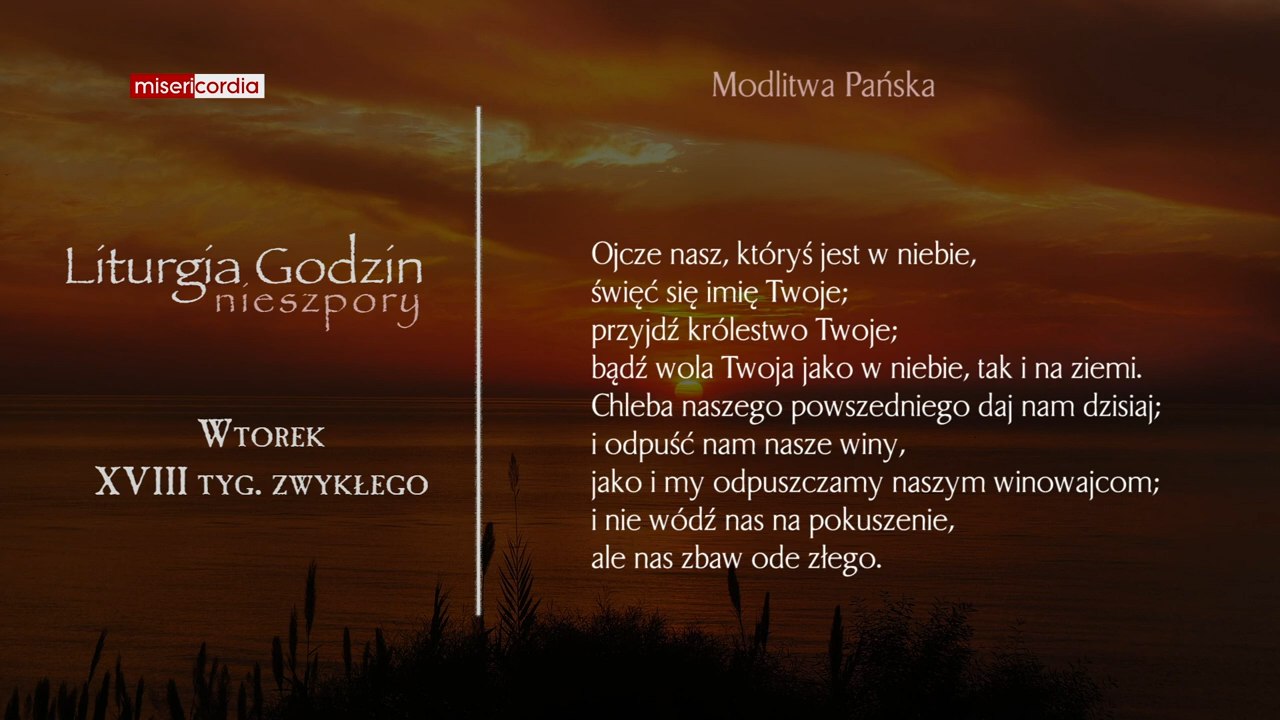 misericordia
Liturgia Godzin
nieszpory
Wtorek
XVIII tyg. zwykłego
Modlitwa Pańska
Ojcze nasz, któryś jest w niebie,
święć się imię Twoje;
przyjdź królestwo Twoje;
bądź wola Twoja jako w niebie, tak i na ziemi.
Chleba naszego powszedniego daj nam dzisiaj;
i odpuść nam nasze winy,
jako i my odpuszczamy naszym winowajcom;
i nie wódź nas na pokuszenie,
ale nas zbaw ode złego.